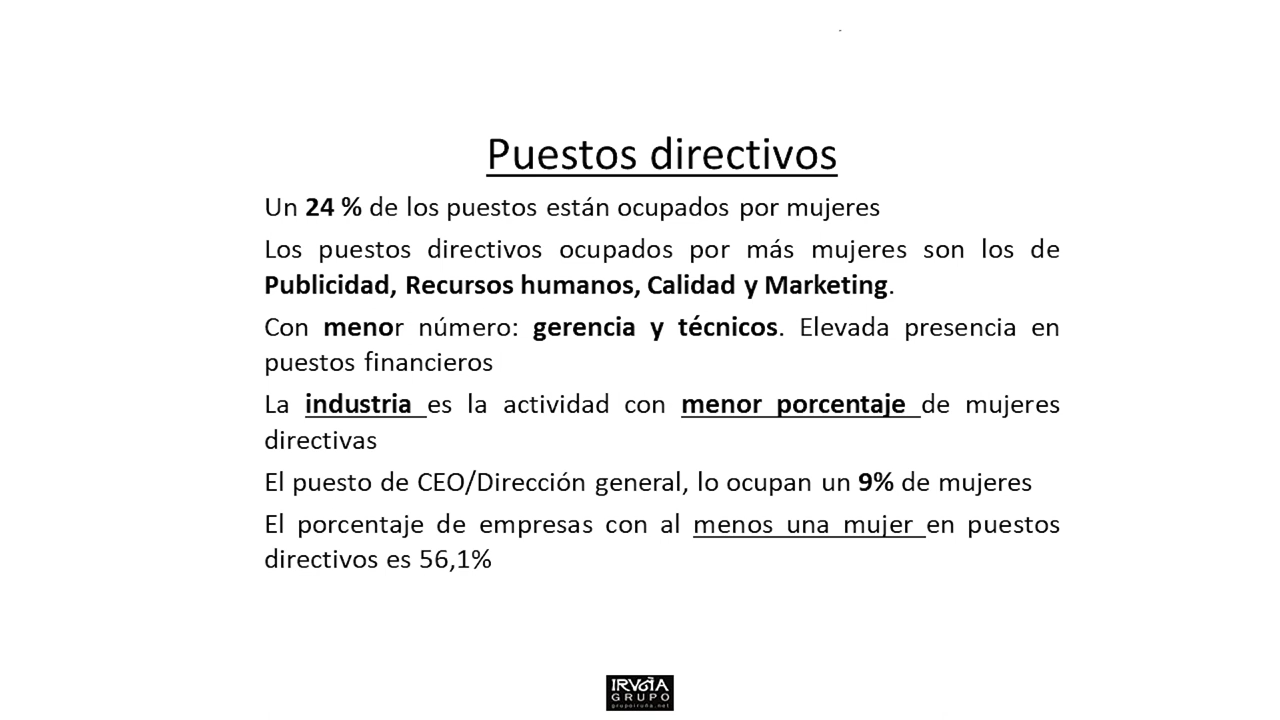 Puestos directivos
Un 24 % de los puestos están ocupados por mujeres
Los puestos directivos ocupados por más mujeres son los de
Publicidad, Recursos humanos, Calidad y Marketing.
Con menor número: gerencia y técnicos. Elevada presencia en
puestos financieros
La industria es la actividad con menor porcentaje de mujeres
directivas
El puesto de CEO/Dirección general, lo ocupan un 9% de mujeres
El porcentaje de empresas con al menos una mujer en puestos
directivos es 56,1%
GRUPO